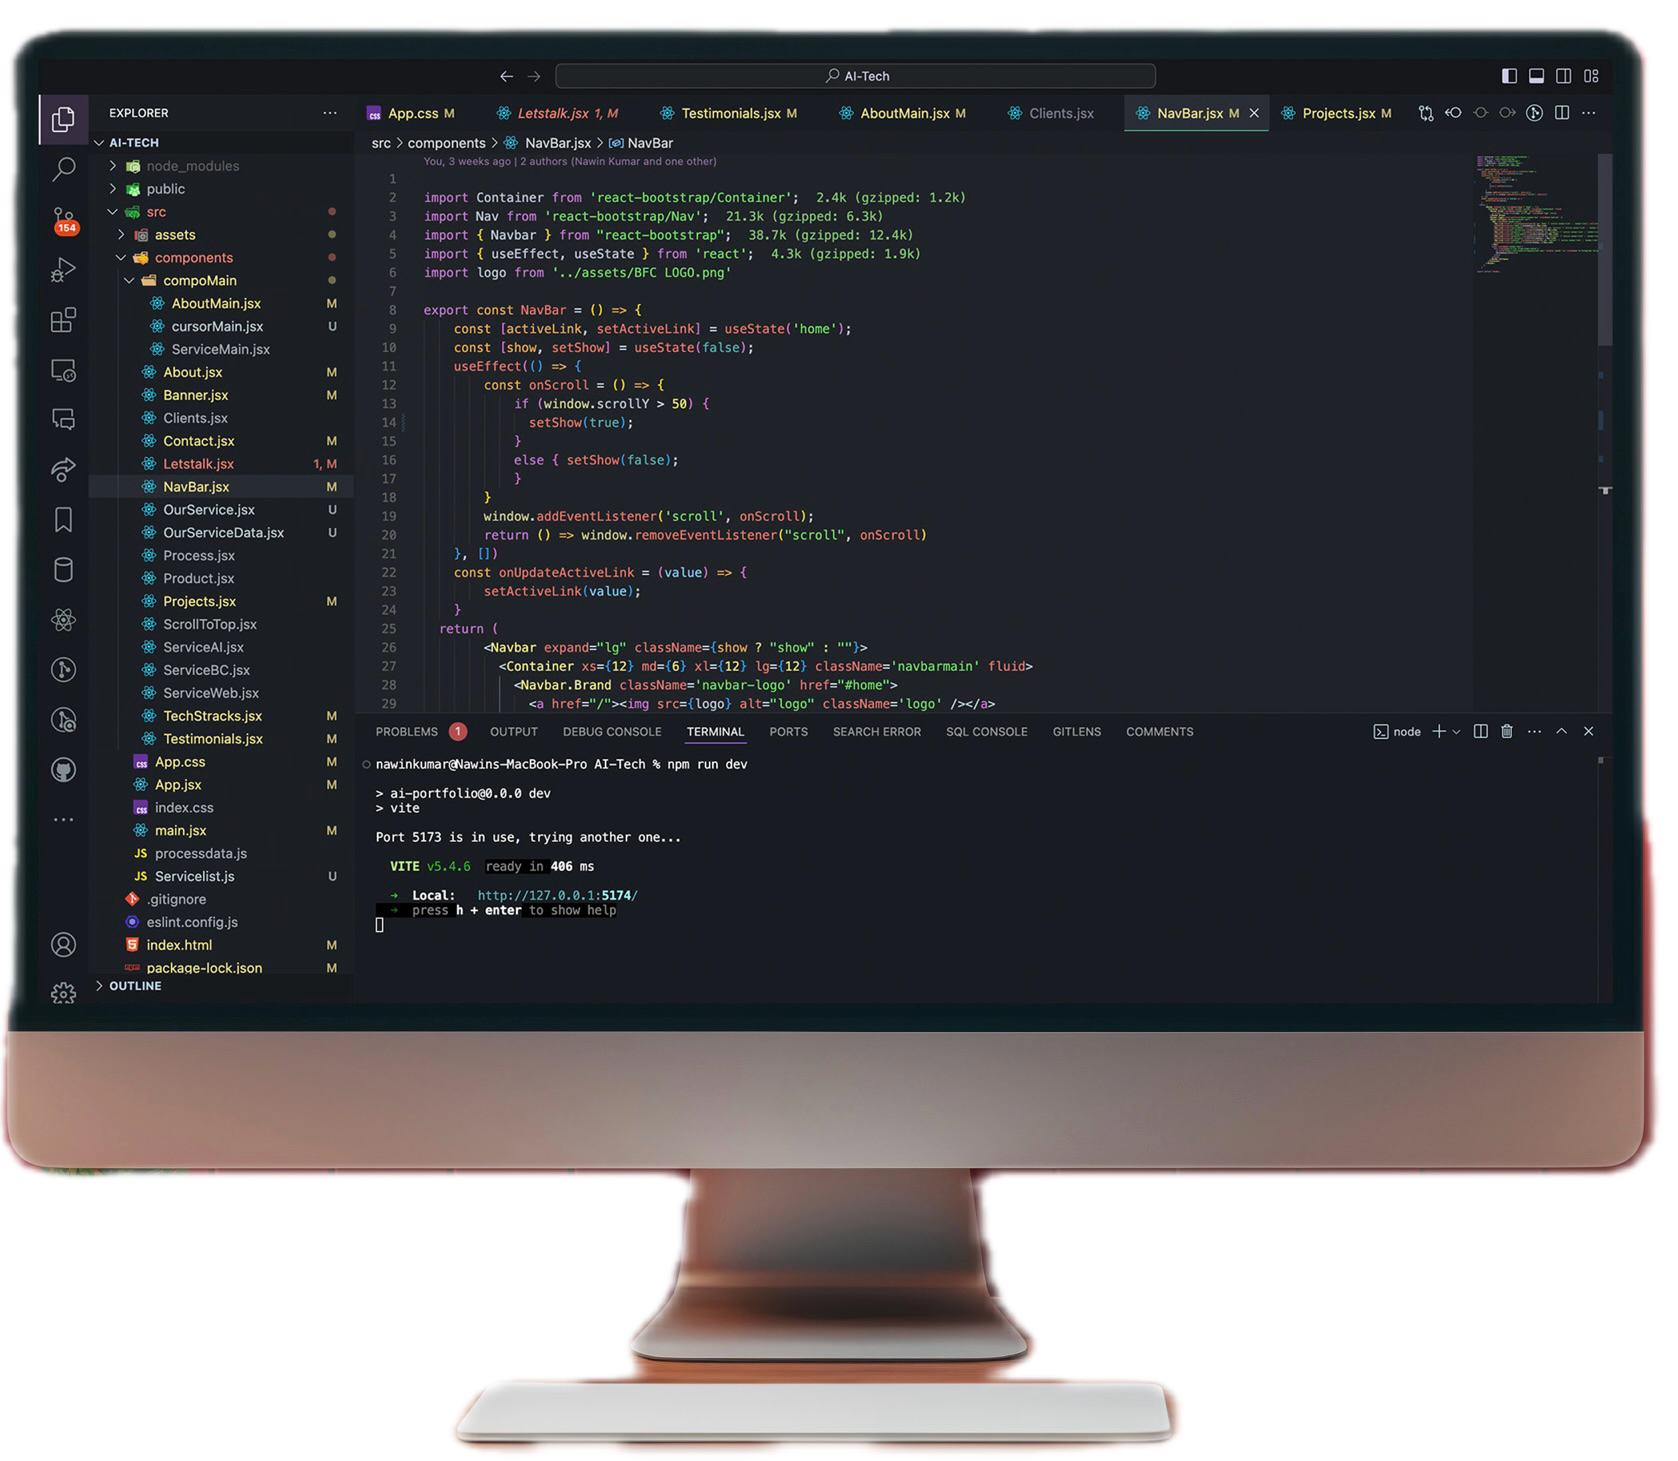 AI-Tech
EXPLORER
AI-TECH
node_modules
public
src
assets
components
compoMain
AboutMain.jsx M
cursorMain.jsx U
ServiceMain.jsx
About.jsx M
Banner.jsx M
Clients.jsx
Contact.jsx M
Letstalk.jsx 1, M
NavBar.jsx M
OurService.jsx U
OurServiceData.jsx U
Process.jsx
Product.jsx
Projects.jsx M
ScrollToTop.jsx
ServiceAI.jsx
ServiceBC.jsx
ServiceWeb.jsx
TechStracks.jsx M
Testimonials.jsx M
App.css M
App.jsx M
index.css
main.jsx M
processdata.js
Servicelist.js U
.gitignore
eslint.config.js
index.html M
package-lock.json M
OUTLINE
154
App.css M Letstalk.jsx 1, M Testimonials.jsx M AboutMain.jsx M Clients.jsx NavBar.jsx M Projects.jsx M
src > components > NavBar.jsx > NavBar
You, 3 weeks ago | 2 authors (Nawin Kumar and one other)
1
2 import Container from 'react-bootstrap/Container'; 2.4k (gzipped: 1.2k)
3 import Nav from 'react-bootstrap/Nav'; 21.3k (gzipped: 6.3k)
4 import { Navbar } from "react-bootstrap"; 38.7k (gzipped: 12.4k)
5 import { useEffect, useState } from 'react'; 4.3k (gzipped: 1.9k)
6 import logo from '../assets/BFC LOGO.png'
7
8 export const NavBar = () => {
9 const [activeLink, setActiveLink] = useState('home');
10 const [show, setShow] = useState(false);
11 useEffect(() => {
12 const onScroll = () => {
13 if (window.scrollY > 50) {
14 setShow(true);
15 }
16 else { setShow(false);
17 }
18 }
19 window.addEventListener('scroll', onScroll);
20 return () => window.removeEventListener("scroll", onScroll)
21 }, [])
22 const onUpdateActiveLink = (value) => {
23 setActiveLink(value);
24 }
25 return (
26 <Navbar expand="lg" className={show ? "show" : ""}>
27 <Container xs={12} md={6} xl={12} lg={12} className='navbarmain' fluid>
28 <Navbar.Brand className='navbar-logo' href="#home">
29 <a href="/"><img src={logo} alt="logo" className='logo' /></a>
PROBLEMS 1 OUTPUT DEBUG CONSOLE TERMINAL PORTS SEARCH ERROR SQL CONSOLE GITLENS COMMENTS node
nawinkumar@Nawins-MacBook-Pro AI-Tech % npm run dev
> ai-portfolio@0.0.0 dev
> vite
Port 5173 is in use, trying another one...
VITE v5.4.6 ready in 406 ms
→ Local: http://127.0.0.1:5174/
→ press h + enter to show help